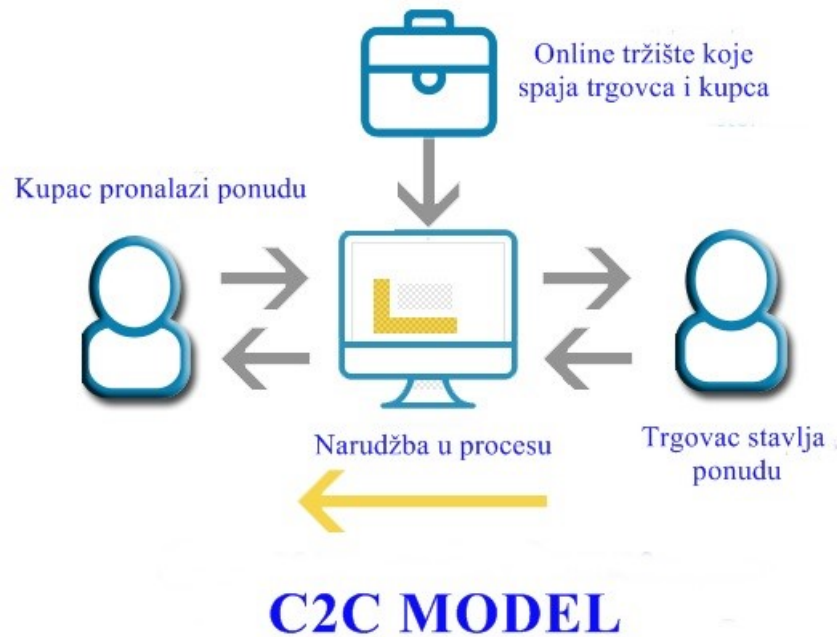 Online tržište koje
spaja trgovca i kupca
Kupac pronalazi ponudu
Narudžba u procesu
Trgovac stavlja
ponudu
C2C MODEL